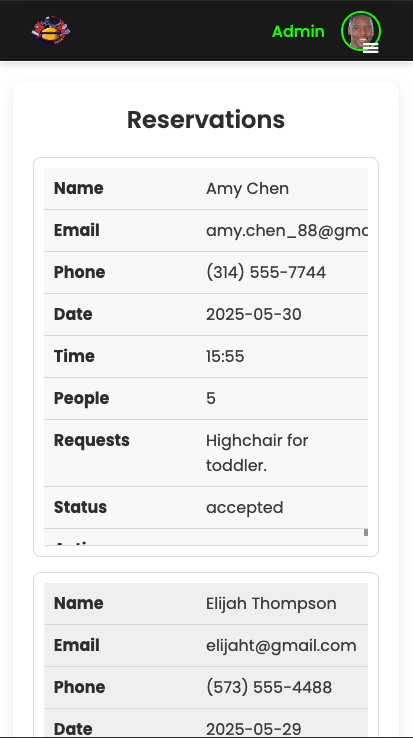 Admin
Reservations
Name Amy Chen
Email amy.chen_88@gma
Phone (314) 555-7744
Date 2025-05-30
Time 15:55
People 5
Requests Highchair for
toddler.
Status accepted
Name Elijah Thompson
Email elijaht@gmail.com
Phone (573) 555-4488
Date 2025-05-29